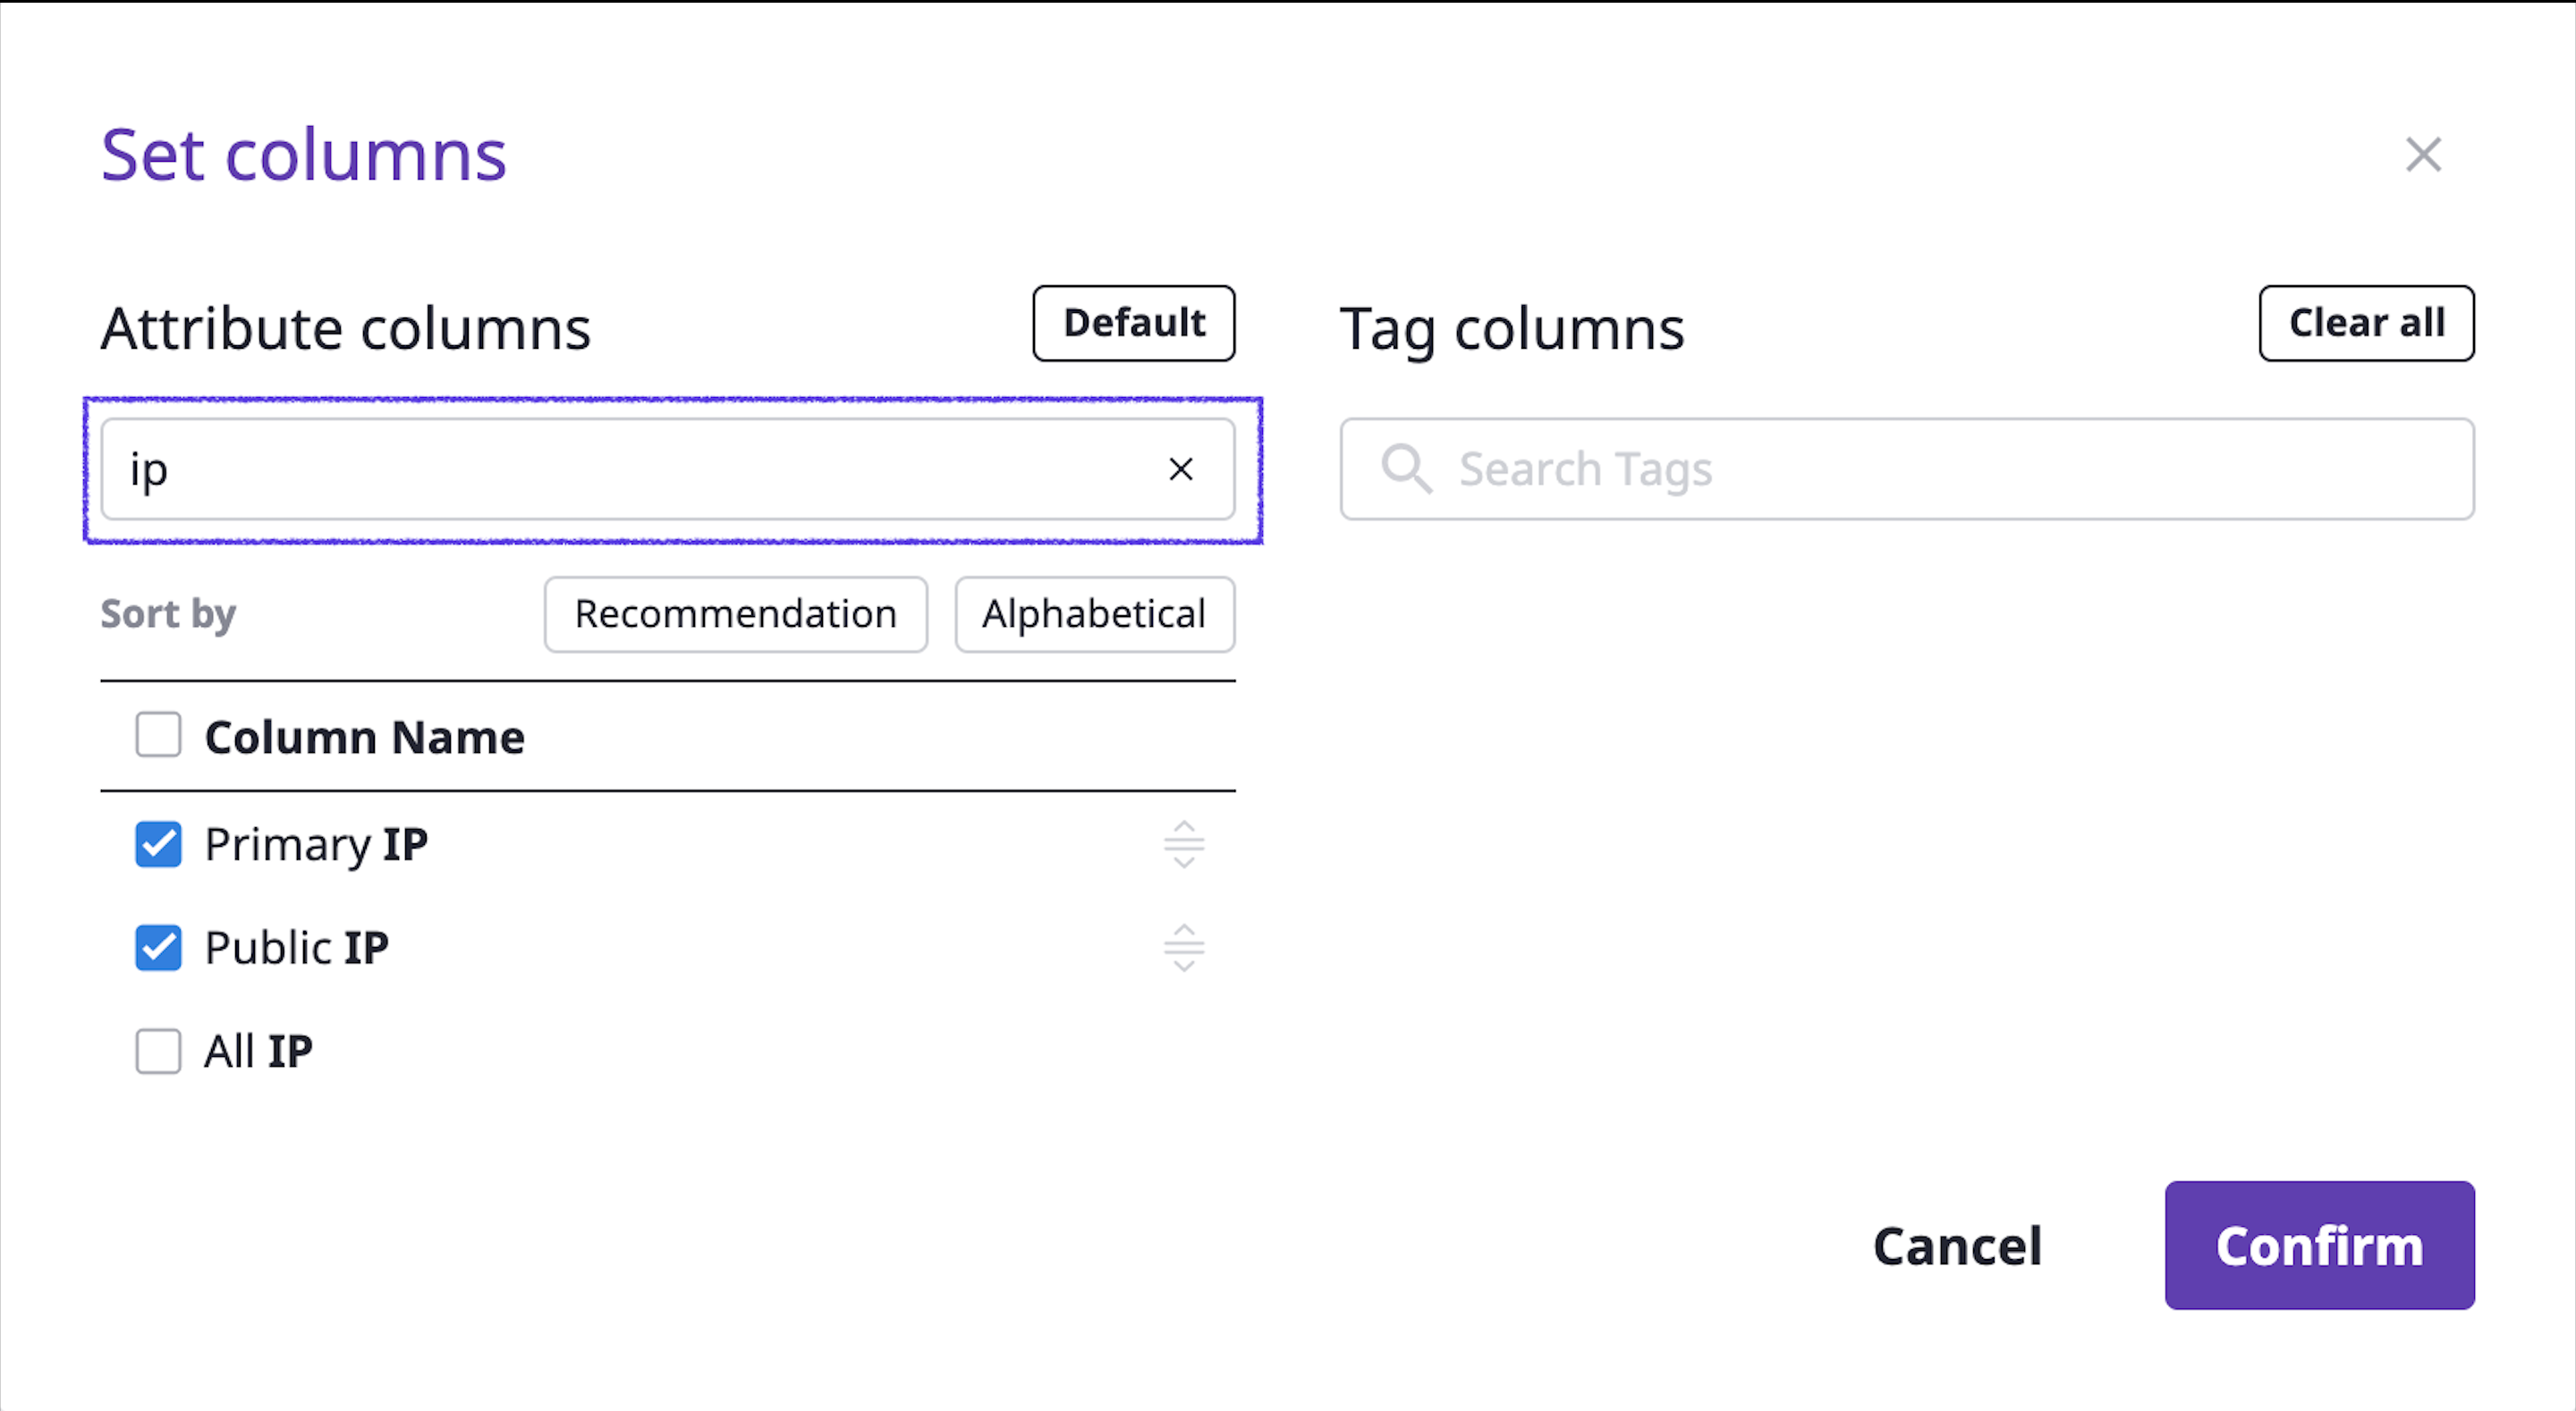 Set columns
Attribute columns
Default
ip
Sort by
Recommendation
Alphabetical
Column Name
Primary IP
Public IP
All IP
Tag columns
Clear all
Search Tags
Cancel
Confirm